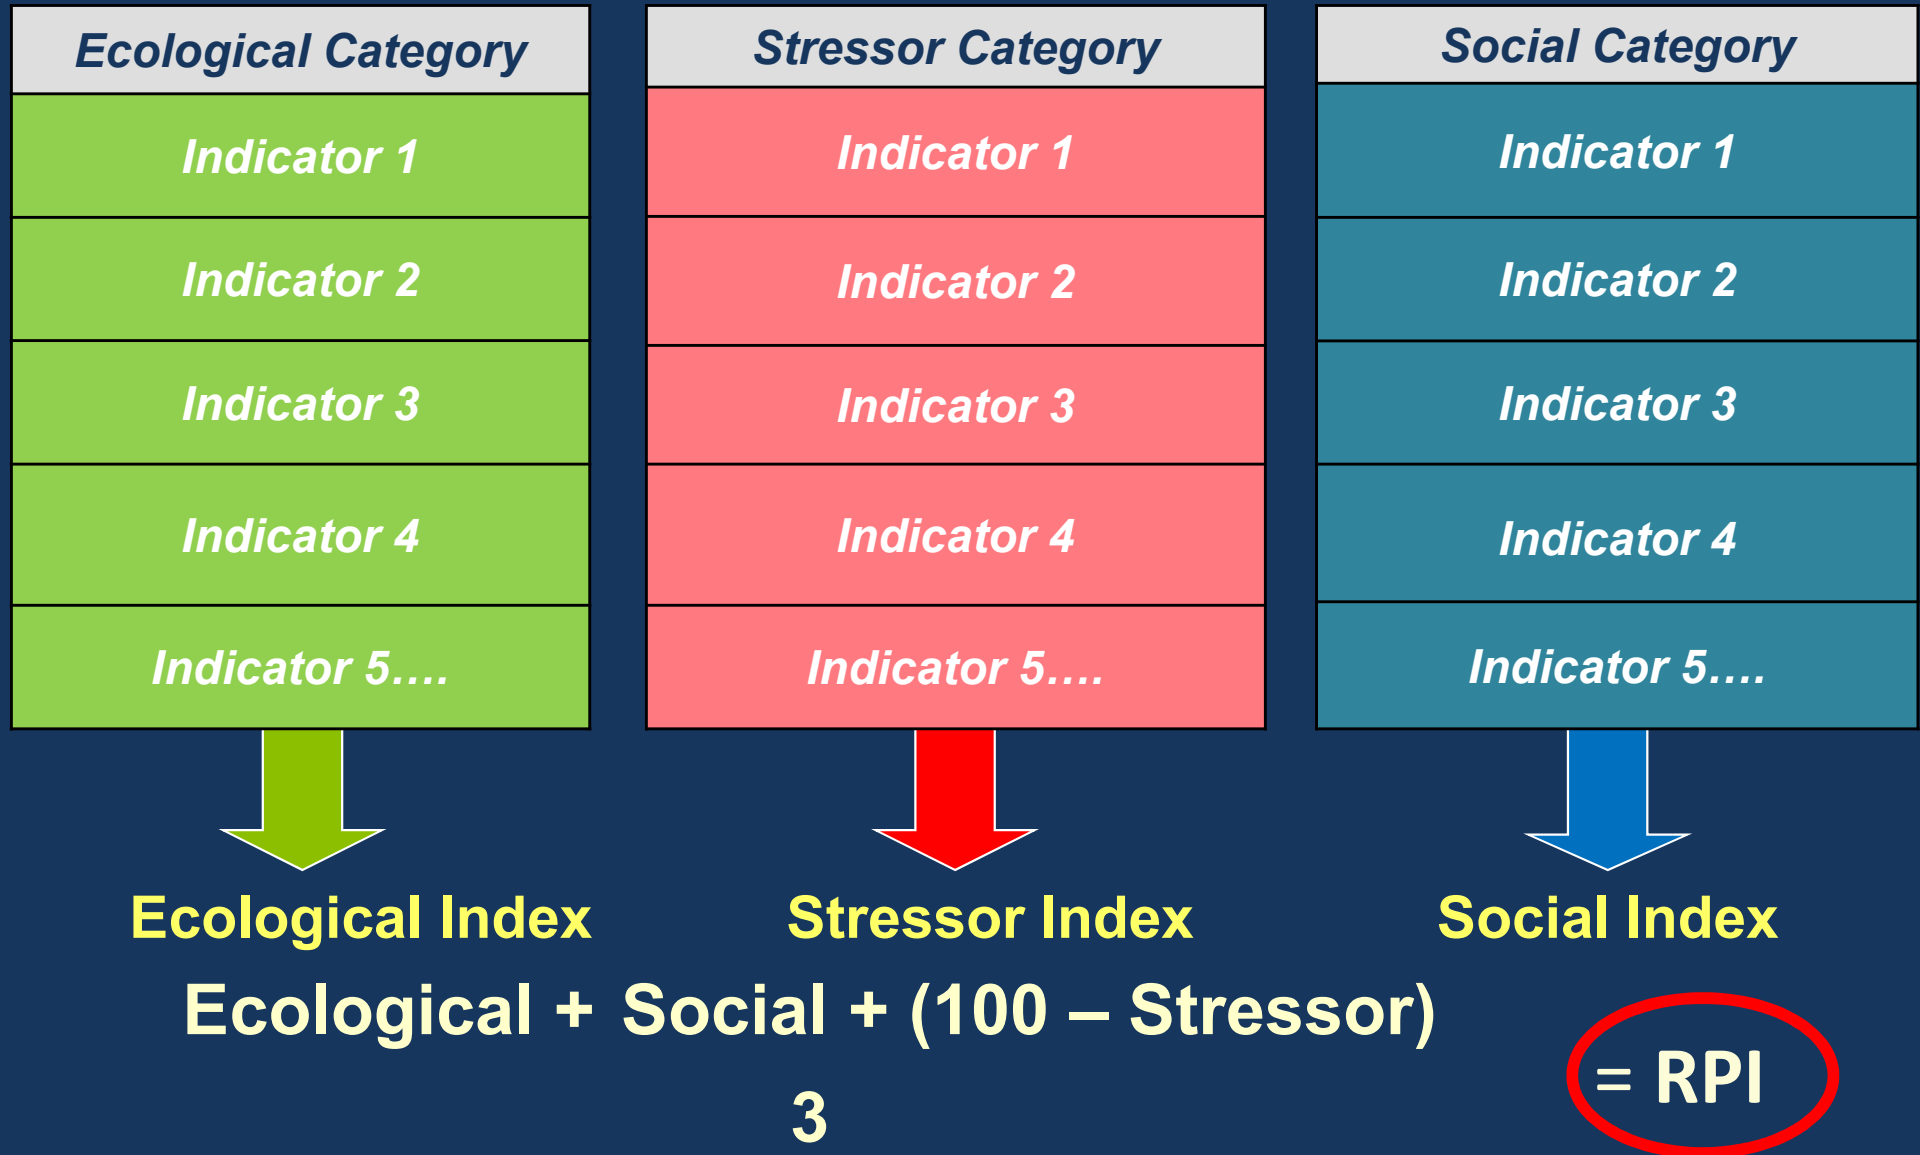 Ecological Category
Indicator 1
Indicator 2
Indicator 3
Indicator 4
Indicator 5....
Stressor Category
Indicator 1
Indicator 2
Indicator 3
Indicator 4
Indicator 5....
Social Category
Indicator 1
Indicator 2
Indicator 3
Indicator 4
Indicator 5....
Ecological Index
Stressor Index
Social Index
Ecological + Social + (100 – Stressor)
3
= RPI